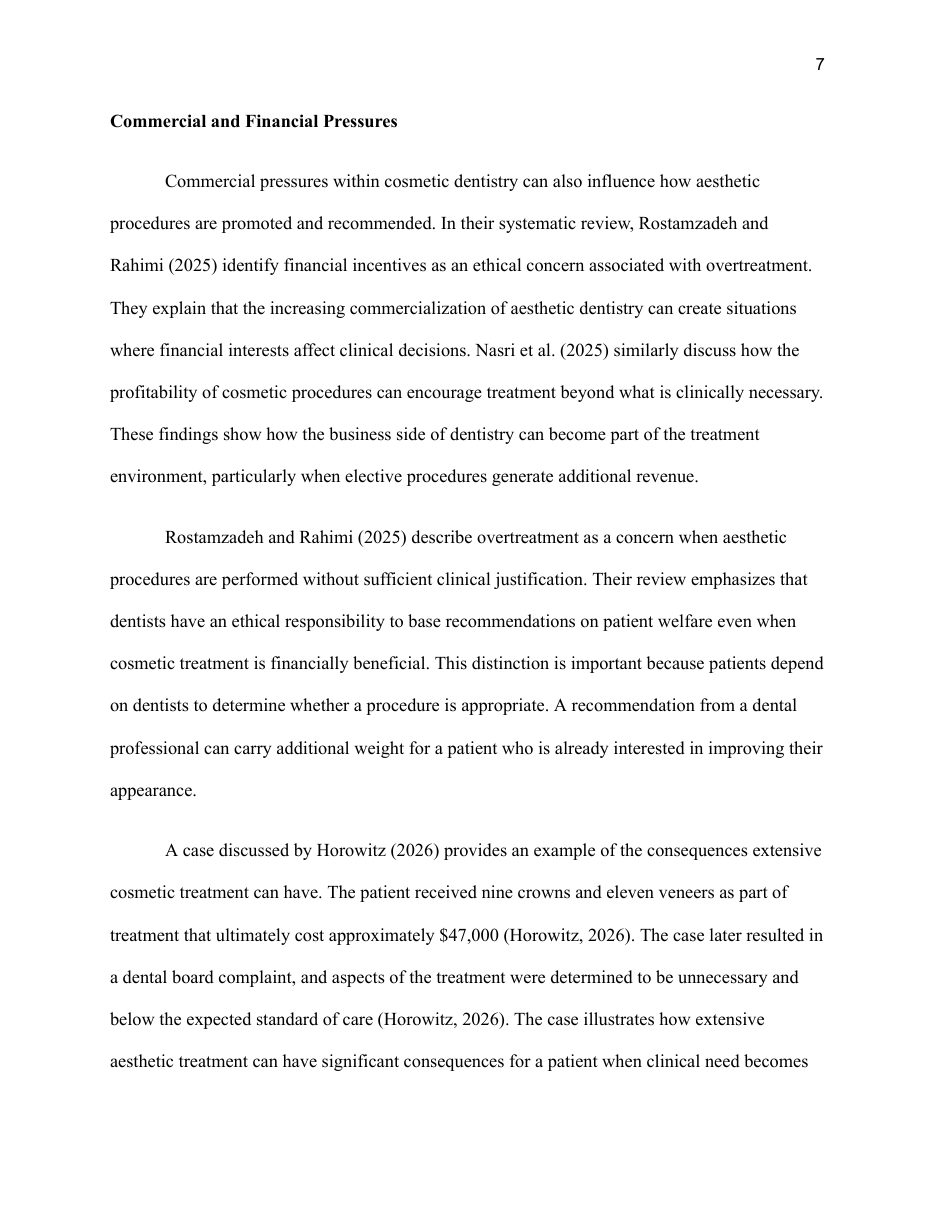 7
Commercial and Financial Pressures
Commercial pressures within cosmetic dentistry can also influence how aesthetic
procedures are promoted and recommended. In their systematic review, Rostamzadeh and
Rahimi (2025) identify financial incentives as an ethical concern associated with overtreatment.
They explain that the increasing commercialization of aesthetic dentistry can create situations
where financial interests affect clinical decisions. Nasri et al. (2025) similarly discuss how the
profitability of cosmetic procedures can encourage treatment beyond what is clinically necessary.
These findings show how the business side of dentistry can become part of the treatment
environment, particularly when elective procedures generate additional revenue.
Rostamzadeh and Rahimi (2025) describe overtreatment as a concern when aesthetic
procedures are performed without sufficient clinical justification. Their review emphasizes that
dentists have an ethical responsibility to base recommendations on patient welfare even when
cosmetic treatment is financially beneficial. This distinction is important because patients depend
on dentists to determine whether a procedure is appropriate. A recommendation from a dental
professional can carry additional weight for a patient who is already interested in improving their
appearance.
A case discussed by Horowitz (2026) provides an example of the consequences extensive
cosmetic treatment can have. The patient received nine crowns and eleven veneers as part of
treatment that ultimately cost approximately $47,000 (Horowitz, 2026). The case later resulted in
a dental board complaint, and aspects of the treatment were determined to be unnecessary and
below the expected standard of care (Horowitz, 2026). The case illustrates how extensive
aesthetic treatment can have significant consequences for a patient when clinical need becomes